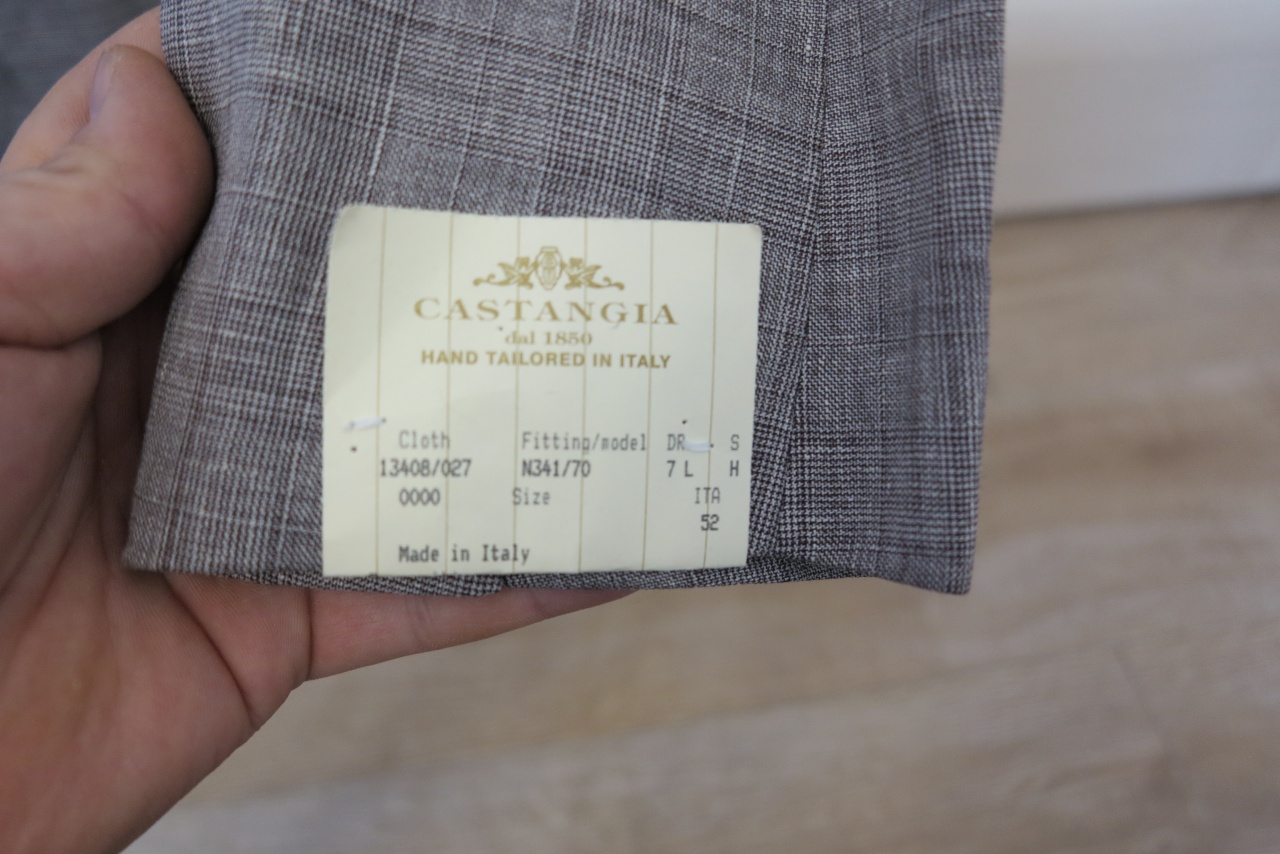 CASTANGIA
dal 1850
HAND TAILORED IN ITALY
Cloth Fitting/model DR S
13408/027 N341/70 7 L H
0000 Size ITA
52
Made in Italy